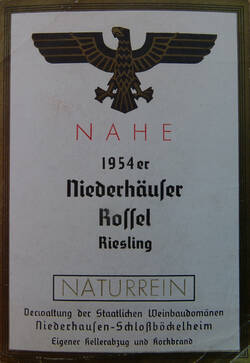 NAHE
1954er
Niederhäuſer
Roſſel
Riesling
NATURREIN
Verwaltung der Staatlichen Weinbaudomänen
Niederhauſen-Schloßböckelheim
Eigener Kellerabzug und Korkbrand